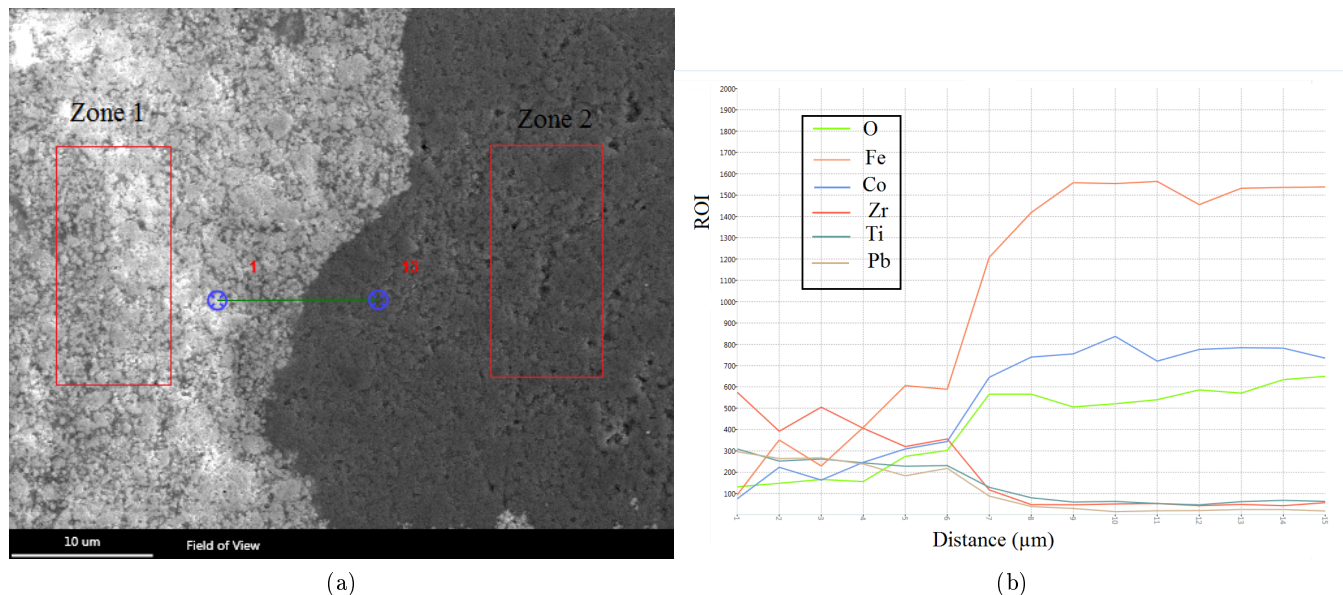 Zone 1
Zone 2
1
13
10 um
Field of View
(a)
2000
1900
1800
1700
1600
1500
1400
1300
1200
1100
1000
900
800
700
600
500
400
300
200
100
ROI
O
Fe
Co
Zr
Ti
Pb
1 2 3 4 5 6 7 8 9 10 11 12 13 14 15
Distance (μm)
(b)